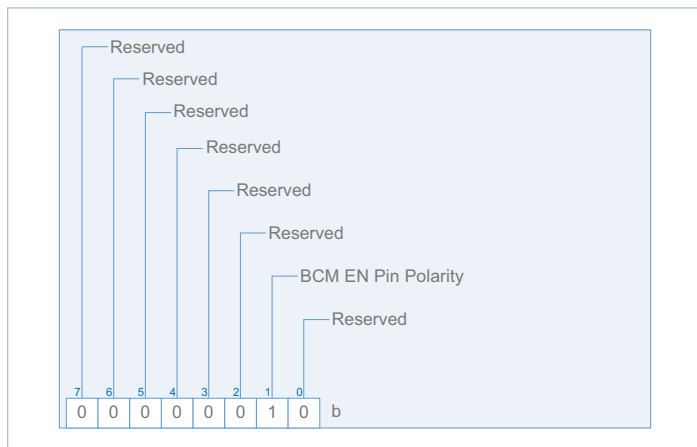 Reserved
Reserved
Reserved
Reserved
Reserved
Reserved
BCM EN Pin Polarity
Reserved
7 6 5 4 3 2 1 0
0 0 0 0 0 0 1 0 b